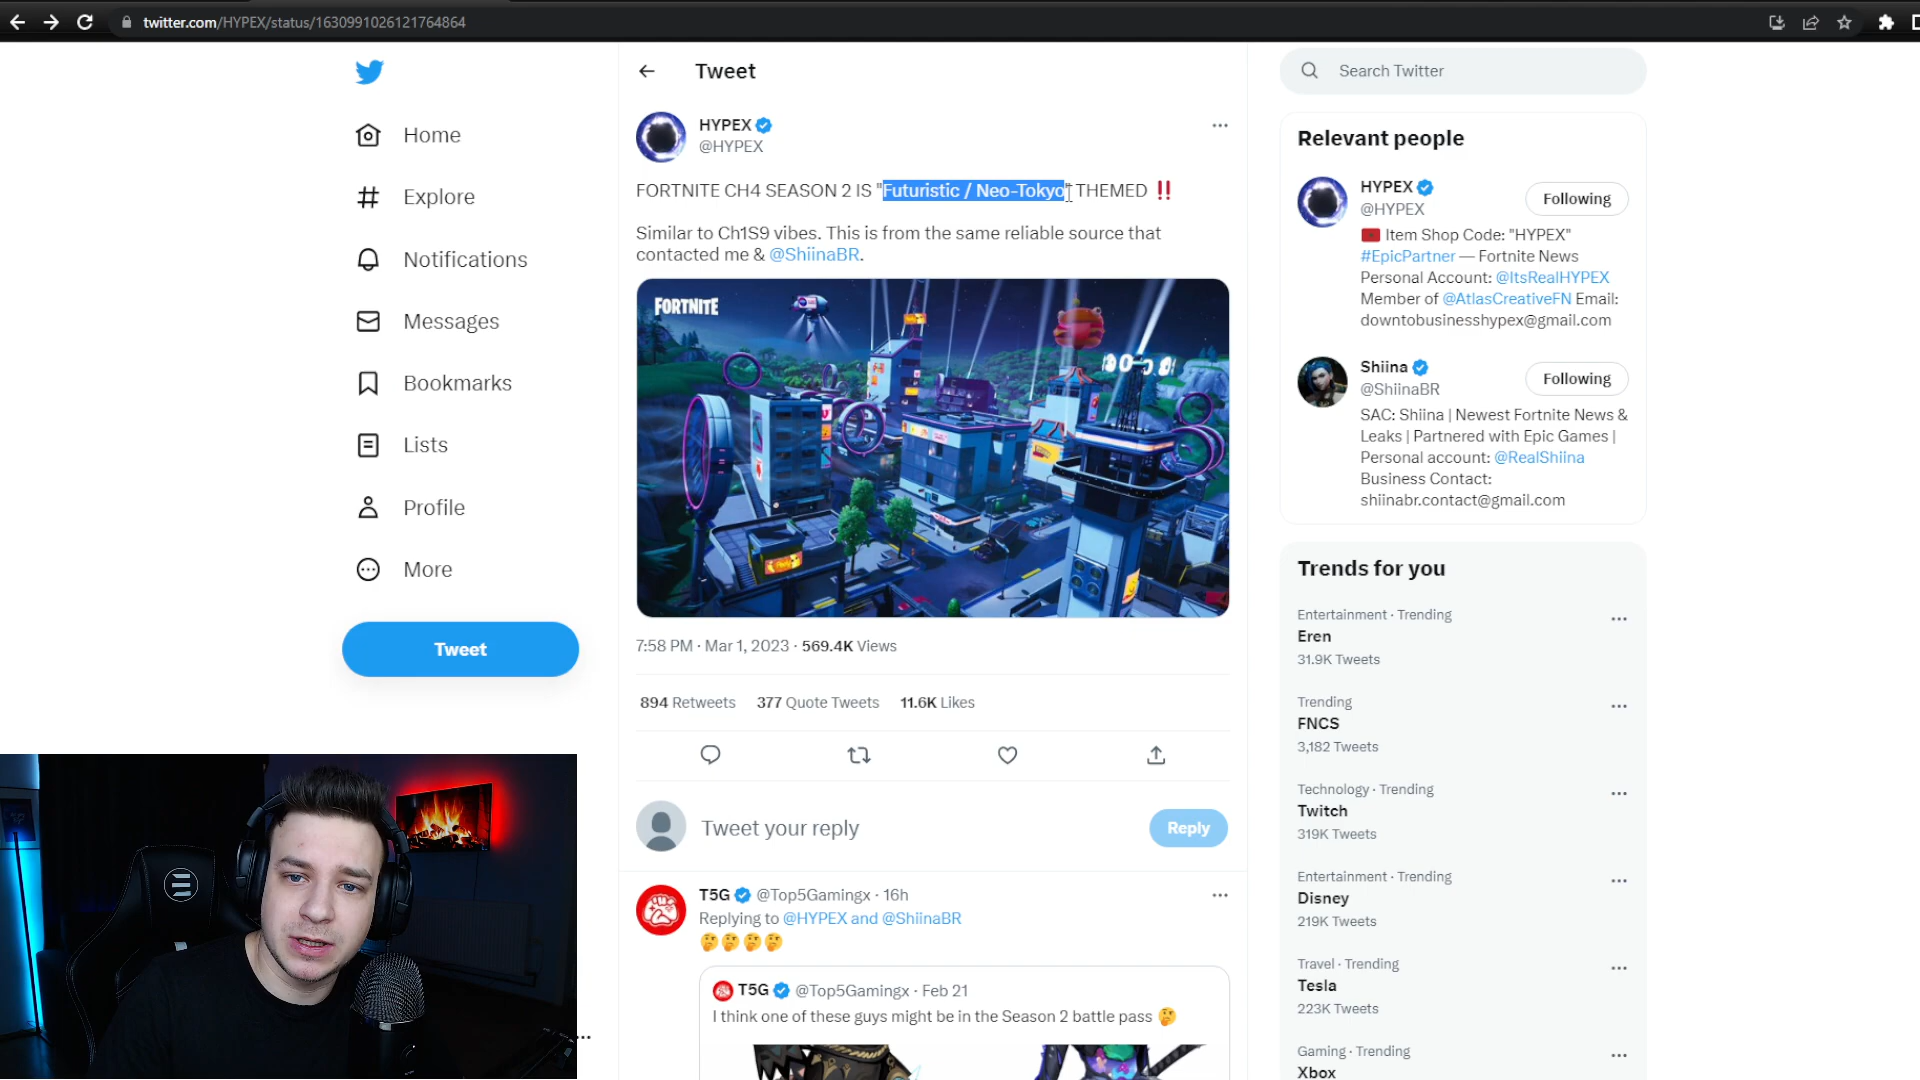 twitter.com/HYPEX/status/1630991026121764864
Home
Explore
Notifications
Messages
Bookmarks
Lists
Profile
More
Tweet
Tweet
HYPEX
@HYPEX
FORTNITE CH4 SEASON 2 IS "Futuristic / Neo-Tokyo" THEMED ‼️
Similar to Ch1S9 vibes. This is from the same reliable source that
contacted me & @ShiinaBR.
FORTNITE
7:58 PM · Mar 1, 2023 · 569.4K Views
894 Retweets 377 Quote Tweets 11.6K Likes
Tweet your reply
Reply
T5G @Top5Gamingx · 16h
Replying to @HYPEX and @ShiinaBR
🤔🤔🤔🤔
T5G @Top5Gamingx · Feb 21
I think one of these guys might be in the Season 2 battle pass 🤔
Search Twitter
Relevant people
HYPEX
@HYPEX
Following
Item Shop Code: "HYPEX"
#EpicPartner — Fortnite News
Personal Account: @ItsRealHYPEX
Member of @AtlasCreativeFN Email:
downtobusinesshypex@gmail.com
Shiina
@ShiinaBR
Following
SAC: Shiina | Newest Fortnite News &
Leaks | Partnered with Epic Games |
Personal account: @RealShiina
Business Contact:
shiinabr.contact@gmail.com
Trends for you
Entertainment · Trending
Eren
31.9K Tweets
Trending
FNCS
3,182 Tweets
Technology · Trending
Twitch
319K Tweets
Entertainment · Trending
Disney
219K Tweets
Travel · Trending
Tesla
223K Tweets
Gaming · Trending
Xbox